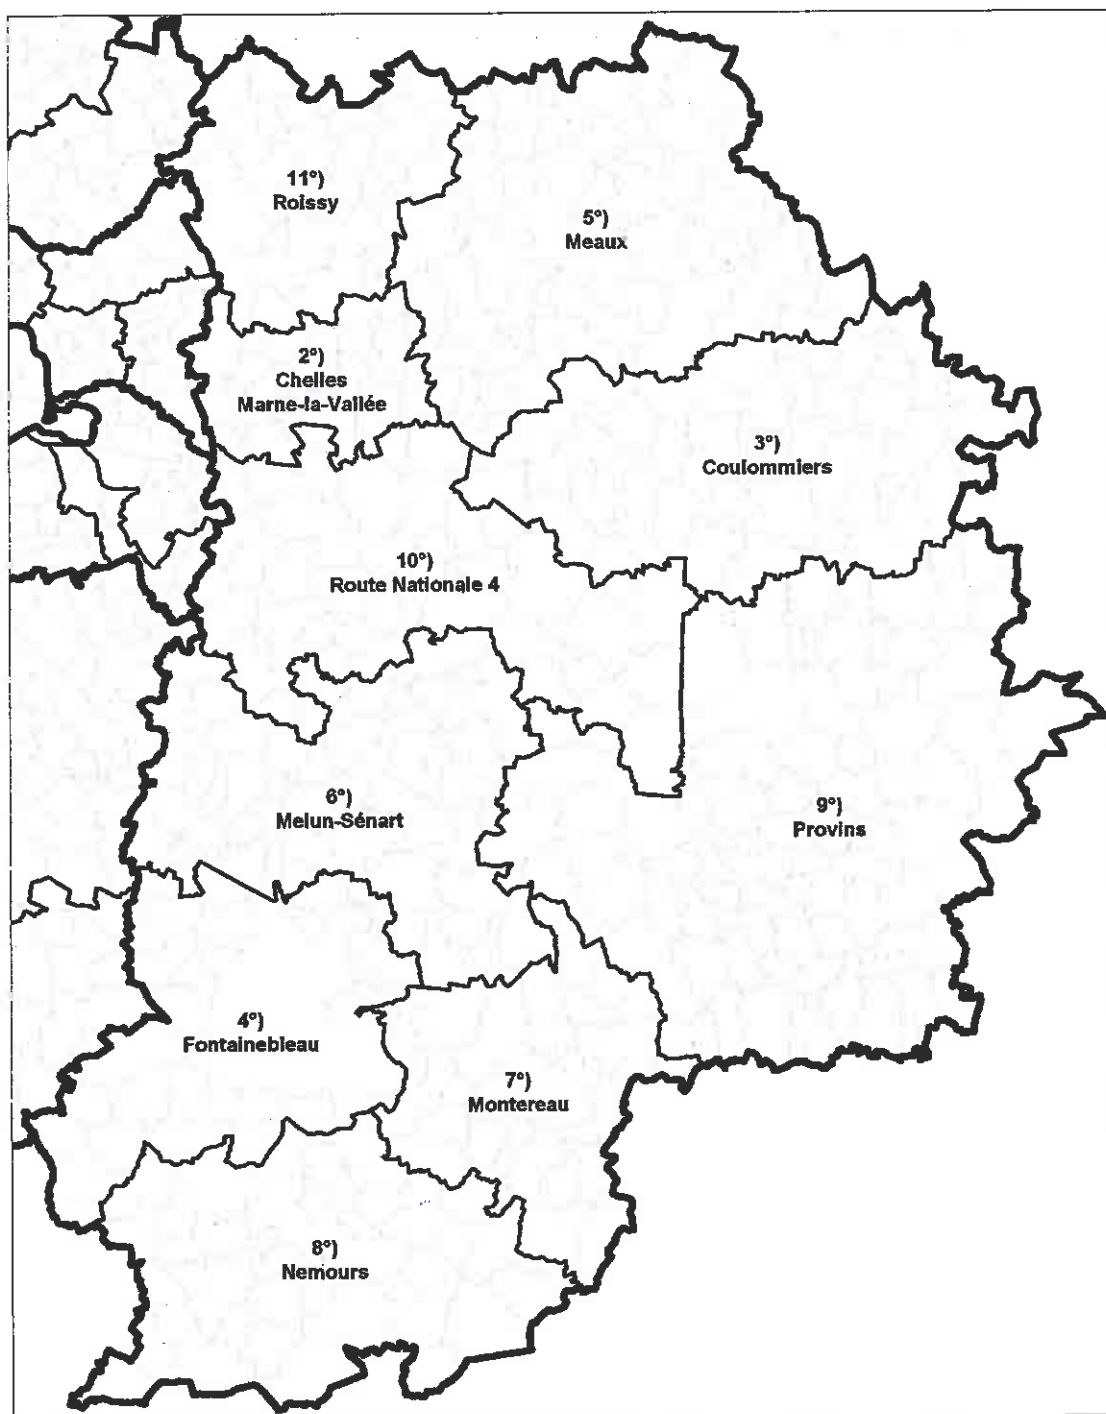 11°)
Roissy
5°)
Meaux
2°)
Chelles
Marne-la-Vallée
3°)
Coulommiers
10°)
Route Nationale 4
6°)
Melun-Sénart
9°)
Provins
4°)
Fontainebleau
7°)
Montereau
8°)
Nemours